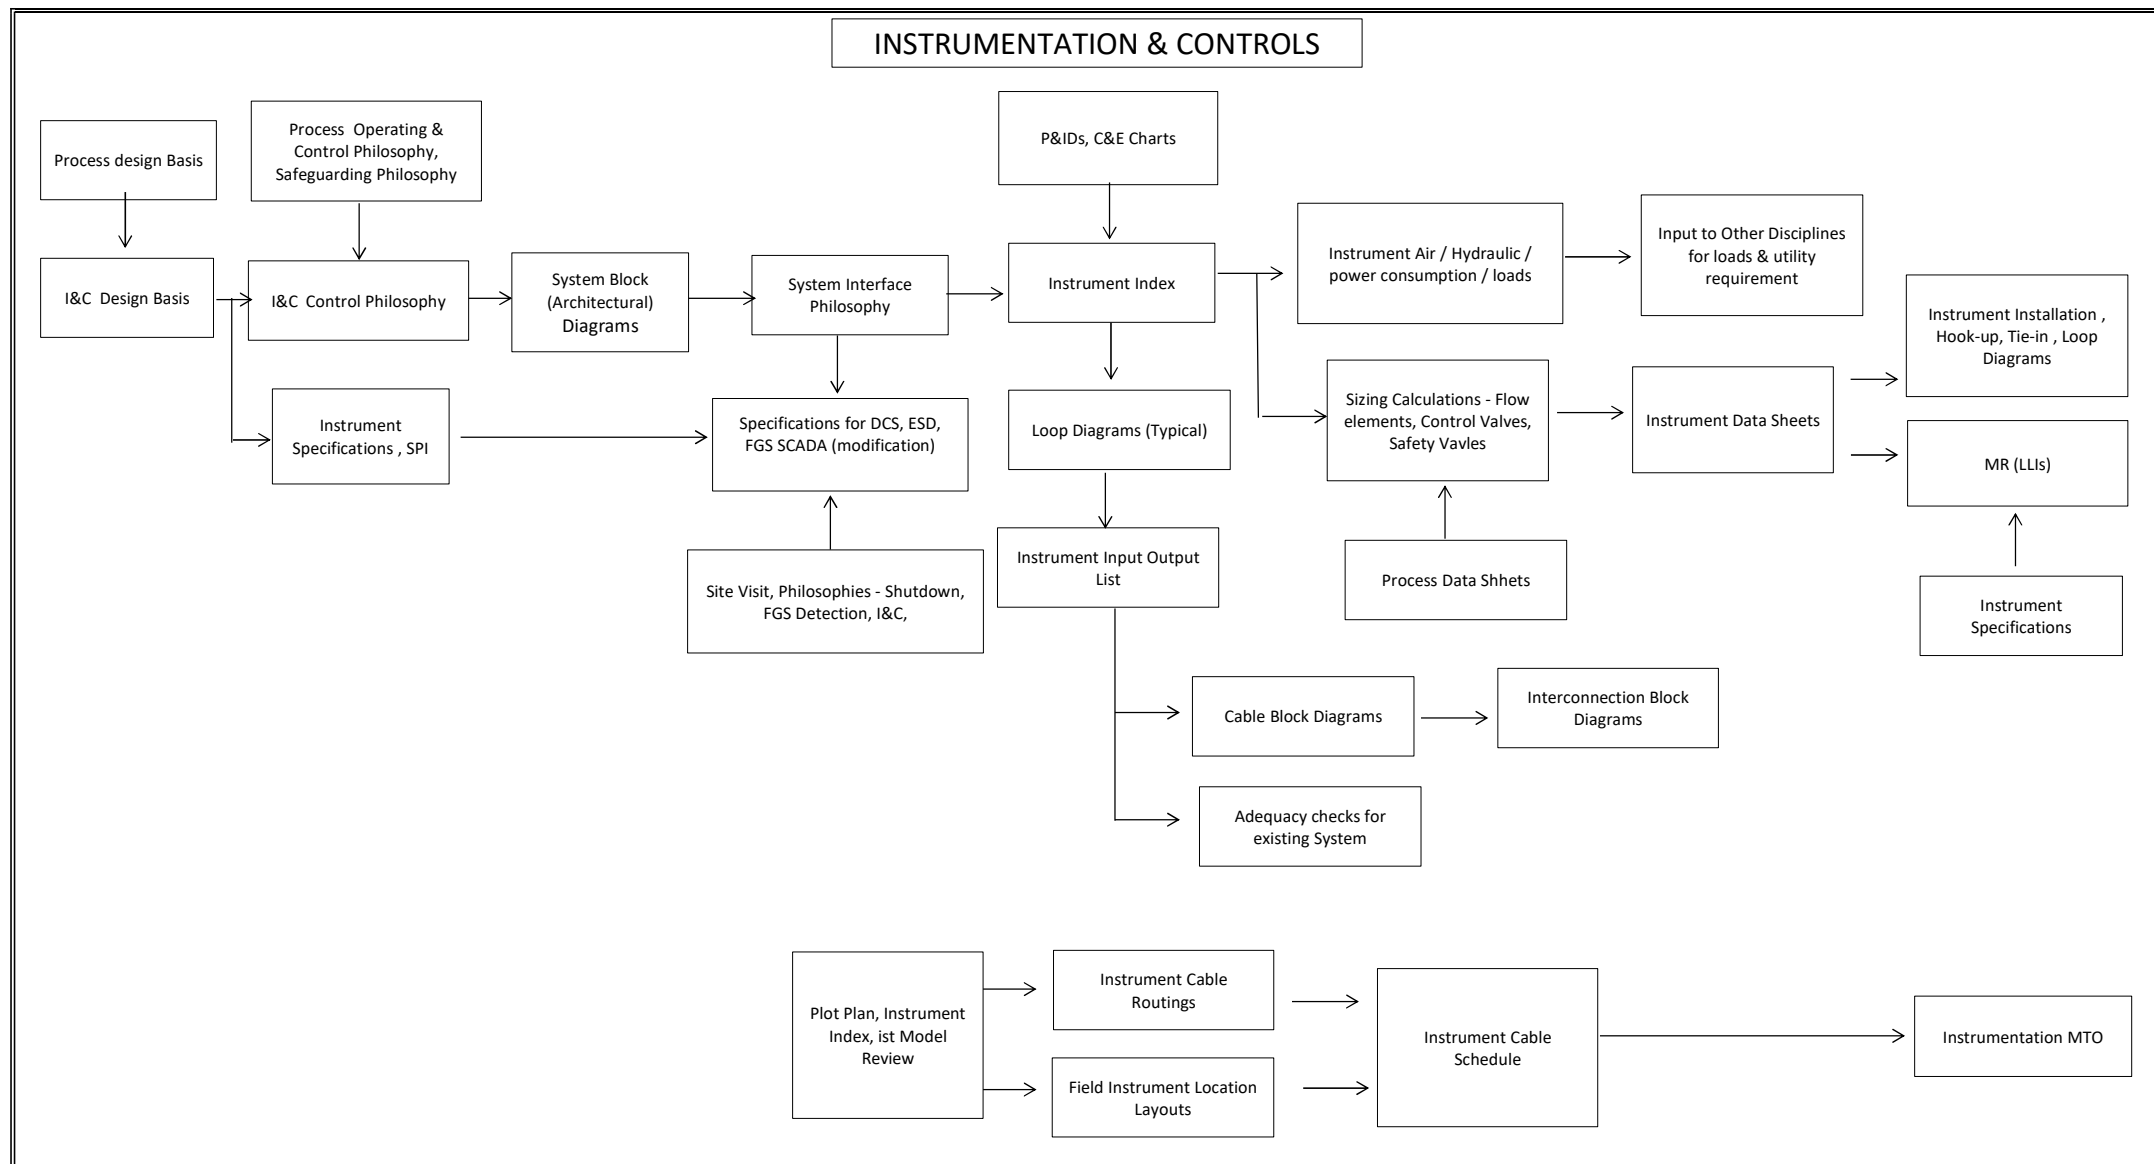 INSTRUMENTATION & CONTROLS
Process design Basis
Process  Operating &
Control Philosophy,
Safeguarding Philosophy
P&IDs, C&E Charts
I&C  Design Basis
I&C  Control Philosophy
System Block
(Architectural)
Diagrams
System Interface
Philosophy
Instrument Index
Instrument Air / Hydraulic /
power consumption / loads
Input to Other Disciplines
for loads & utility
requirement
Instrument Installation ,
Hook-up, Tie-in , Loop
Diagrams
Instrument
Specifications , SPI
Specifications for DCS, ESD,
FGS SCADA (modification)
Loop Diagrams (Typical)
Sizing Calculations - Flow
elements, Control Valves,
Safety Vavles
Instrument Data Sheets
MR (LLIs)
Site Visit, Philosophies - Shutdown,
FGS Detection, I&C,
Instrument Input Output
List
Process Data Shhets
Instrument
Specifications
Cable Block Diagrams
Interconnection Block
Diagrams
Adequacy checks for
existing System
Plot Plan, Instrument
Index, ist Model
Review
Instrument Cable
Routings
Field Instrument Location
Layouts
Instrument Cable
Schedule
Instrumentation MTO